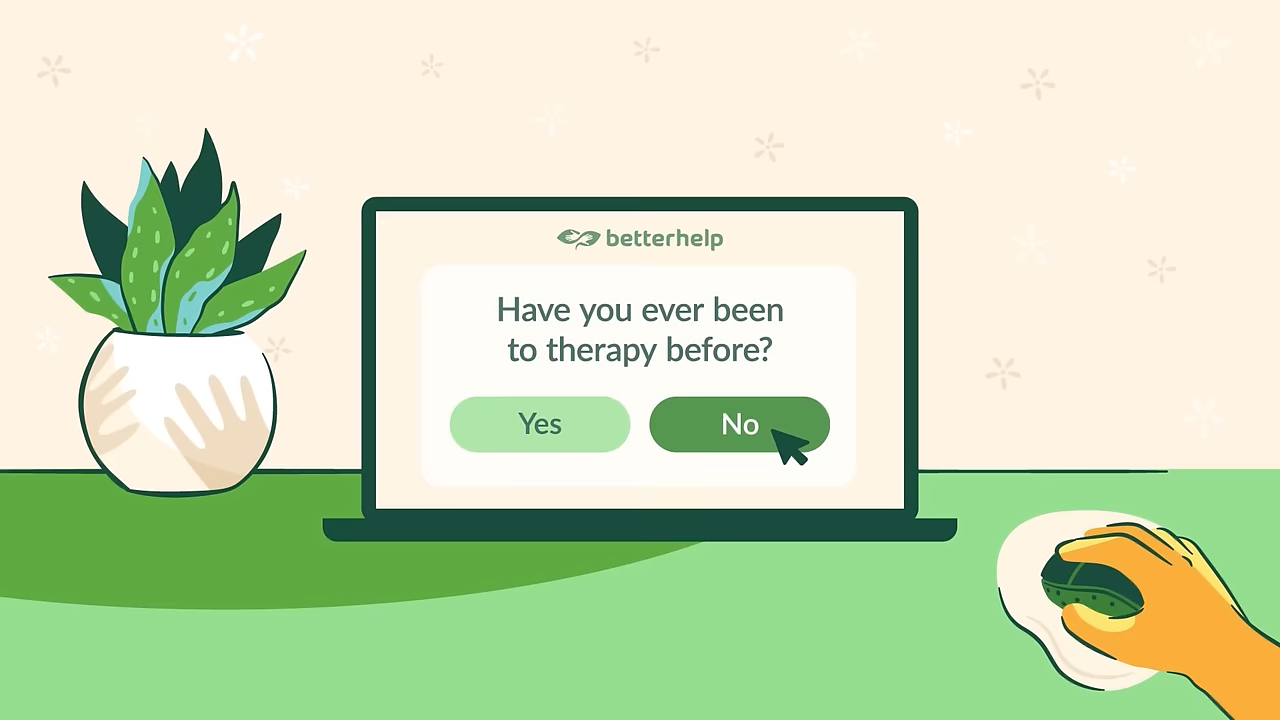 betterhelp
Have you ever been
to therapy before?
Yes
No